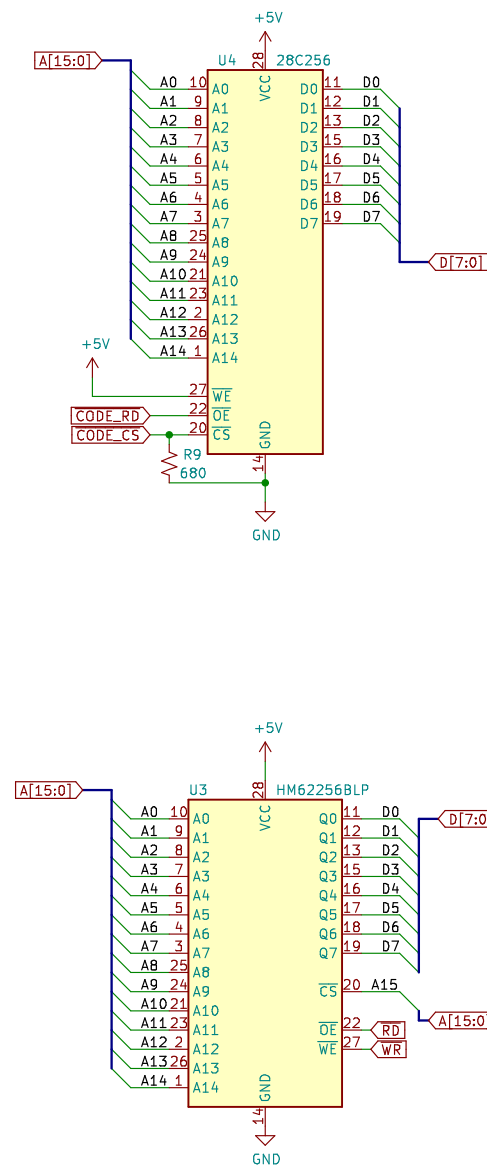 +5V
A[15:0] U4 28 28C256
VCC
A0 10 A0 D0 11 D0
A1 9 A1 D1 12 D1
A2 8 A2 D2 13 D2
A3 7 A3 D3 15 D3
A4 6 A4 D4 16 D4
A5 5 A5 D5 17 D5
A6 4 A6 D6 18 D6
A7 3 A7 D7 19 D7
A8 25 A8
A9 24 A9 D[7:0]
A10 21 A10
A11 23 A11
A12 2 A12
A13 26 A13
+5V
A14 1 A14
27 WE
CODE_RD 22 OE
CODE_CS 20 CS
GND
R9
680
14
GND
+5V
A[15:0] U3 28 HM62256BLP
VCC
A0 10 A0 Q0 11 D0 D[7:0
A1 9 A1 Q1 12 D1
A2 8 A2 Q2 13 D2
A3 7 A3 Q3 15 D3
A4 6 A4 Q4 16 D4
A5 5 A5 Q5 17 D5
A6 4 A6 Q6 18 D6
A7 3 A7 Q7 19 D7
A8 25 A8
A9 24 A9 CS 20 A15
A10 21 A10
A11 23 A11 OE 22 RD A[15:0
A12 2 A12 WE 27 WR
A13 26 A13
A14 1 A14
GND
14
GND